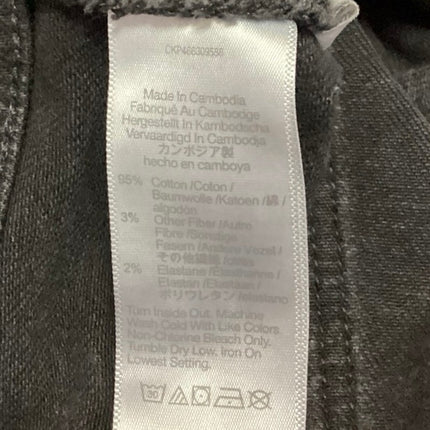 CKP466309558
Made In Cambodia
Fabriqué Au Cambodge
Hergestellt In Kambodscha
Vervaardigd In Cambodja
カンボジア製
hecho en camboya
95% Cotton /Coton /
Baumwolle /Katoen /綿 /
algodón
3% Other Fiber /Autre
Fibre /Sonstige
Fasern /Andere Vezel /
その他繊維 /otras
2% Elastane /Élasthanne /
Elastan /Elastaan /
ポリウレタン /elastano
Turn Inside Out. Machine
Wash Cold With Like Colors.
Non-Chlorine Bleach Only.
Tumble Dry Low. Iron On
Lowest Setting.
30